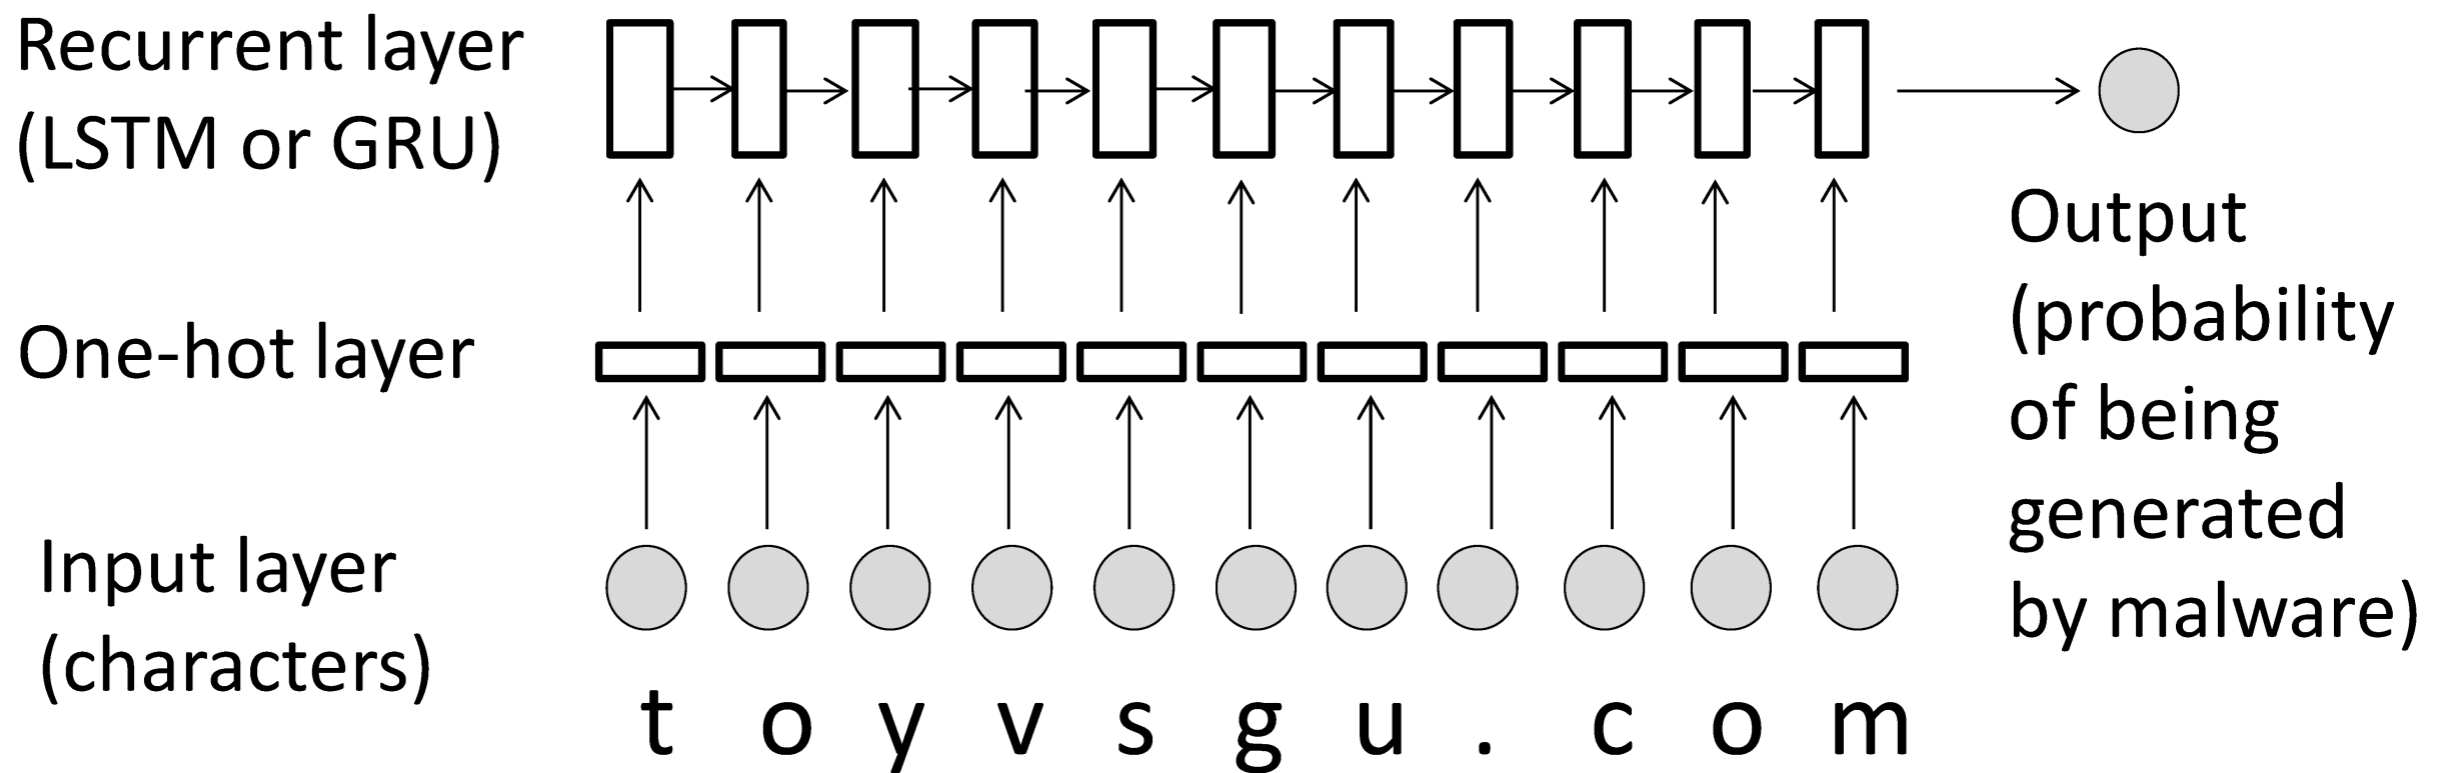 Recurrent layer
(LSTM or GRU)
One-hot layer
Input layer
(characters)
t o y v s g u . c o m
Output
(probability
of being
generated
by malware)